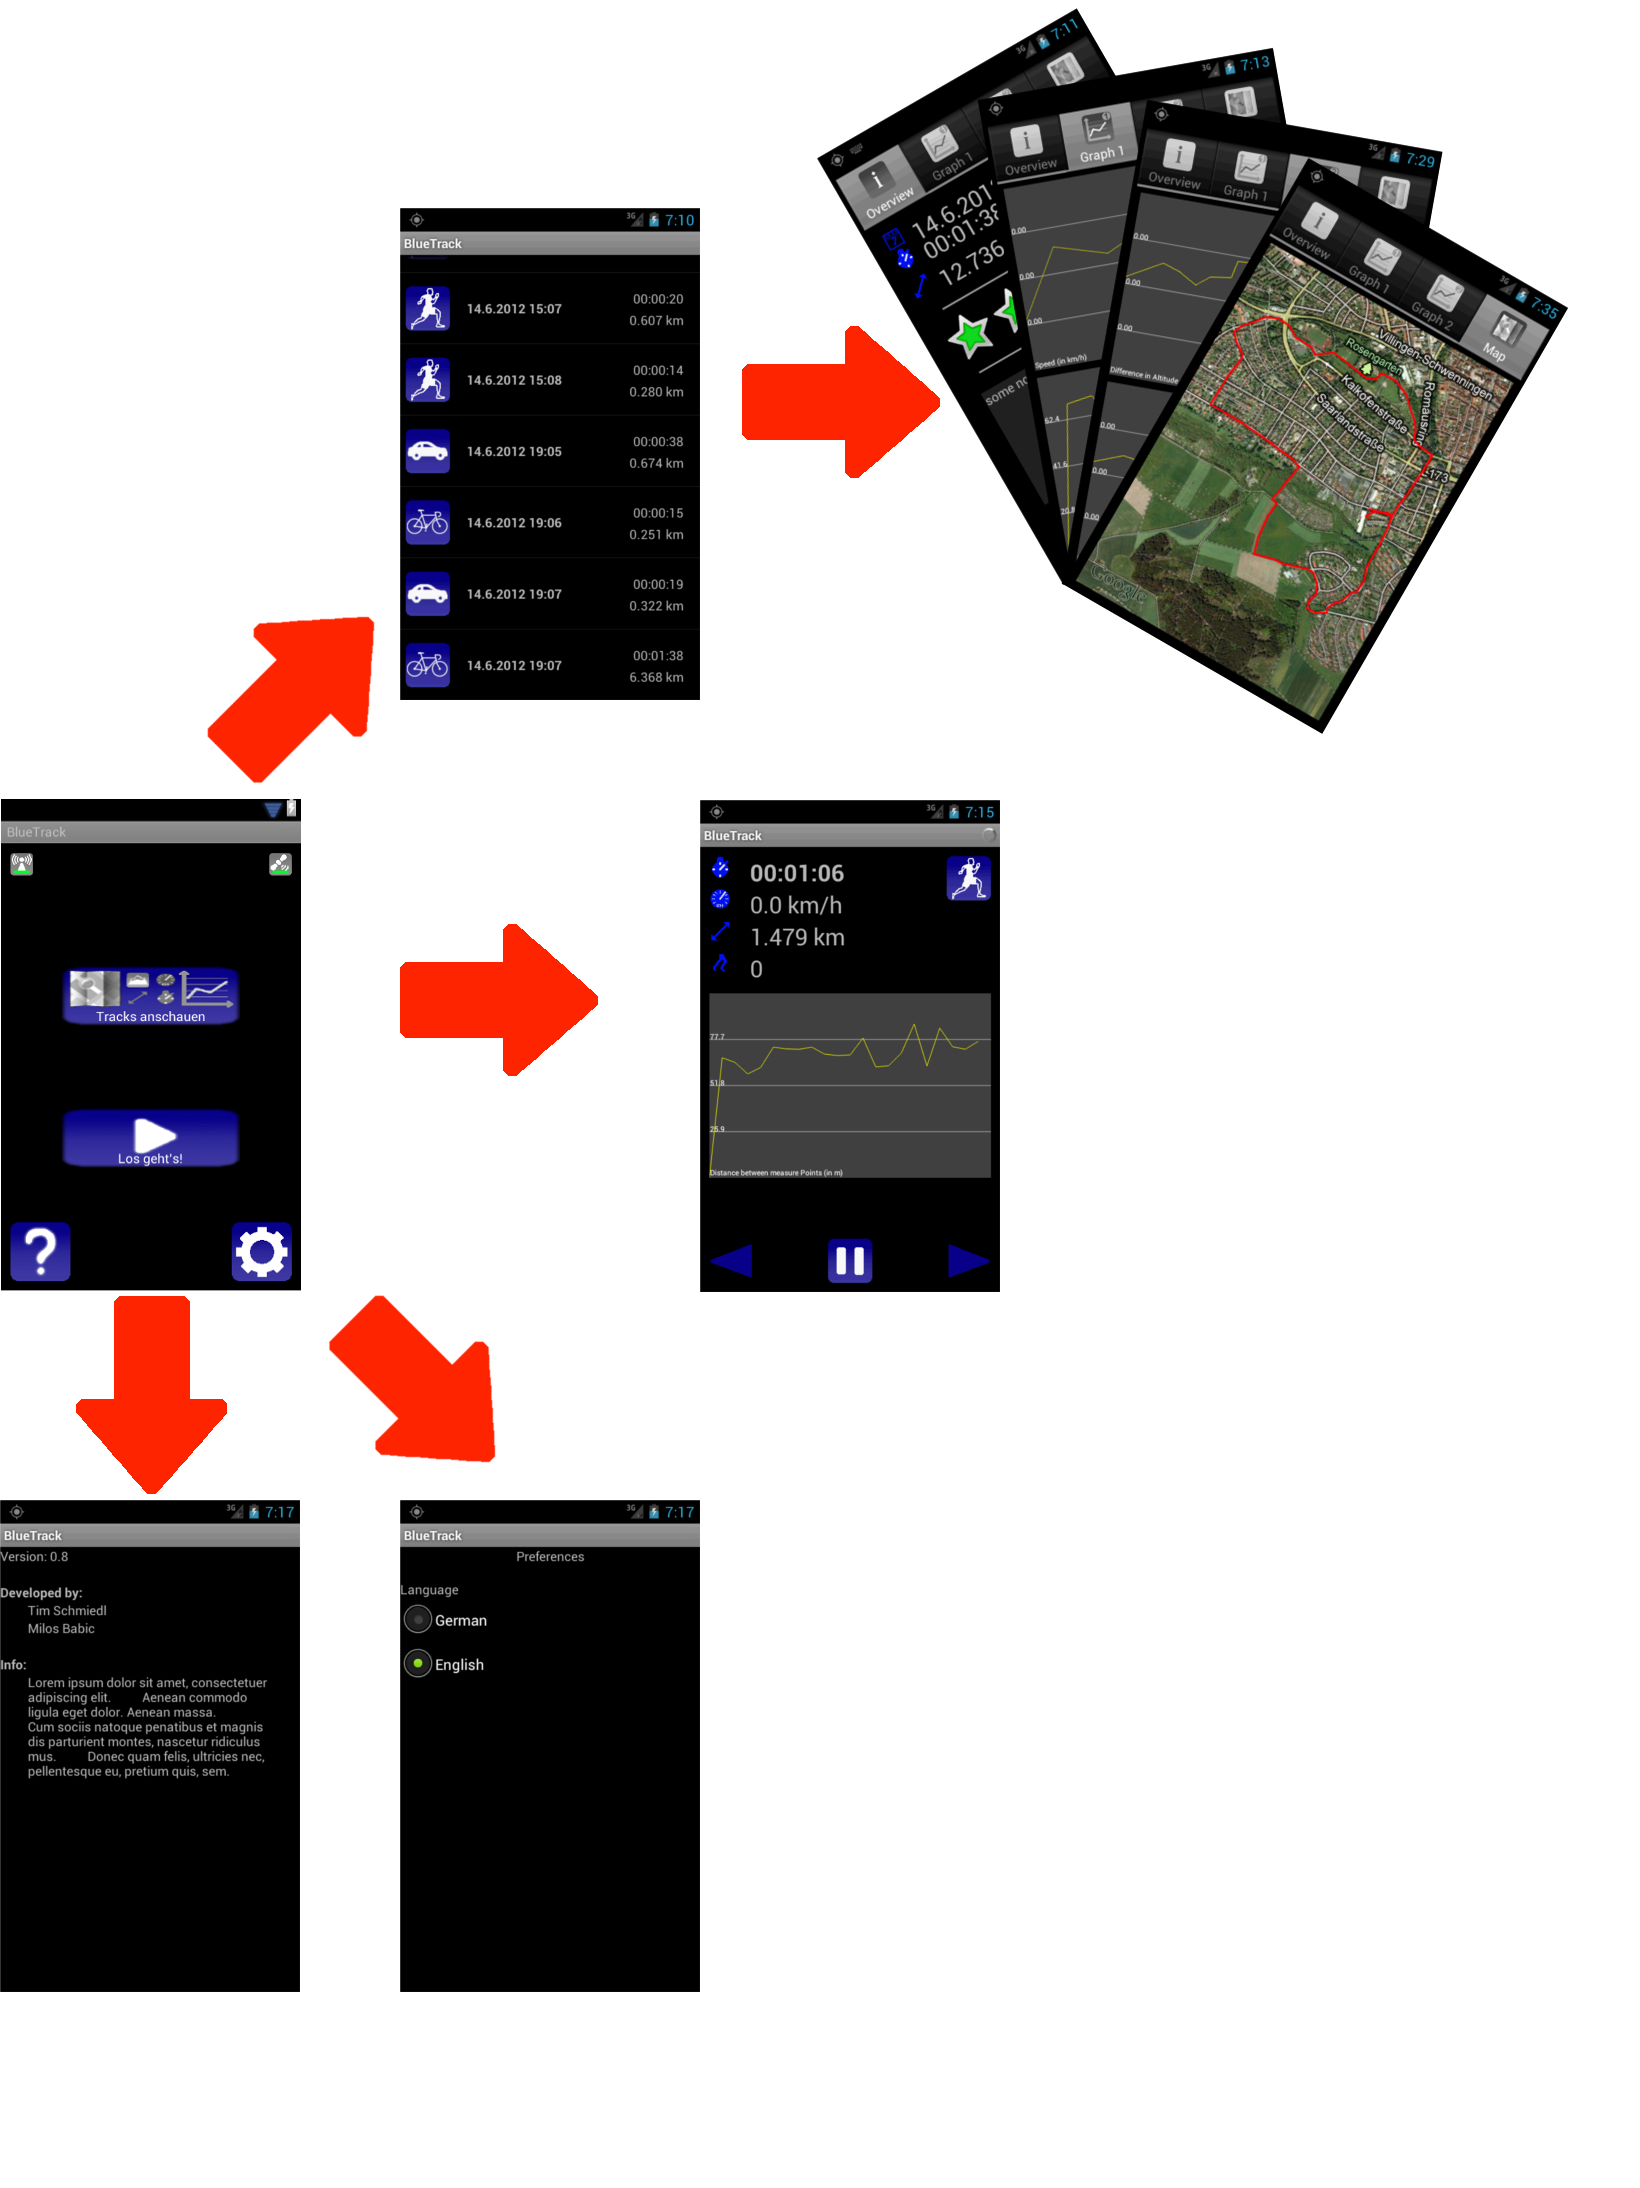 3G 7:10
BlueTrack
14.6.2012 15:07
00:00:20
0.607 km
14.6.2012 15:08
00:00:14
0.280 km
14.6.2012 19:05
00:00:38
0.674 km
14.6.2012 19:06
00:00:15
0.251 km
14.6.2012 19:07
00:00:19
0.322 km
14.6.2012 19:07
00:01:38
6.368 km
3G 7:11
Overview
Graph 1
14.6.201
00:01:38
12.736
some no
3G 7:13
Overview
Graph 1
0.00
0.00
0.00
Speed (in km/h)
62.4
41.6
20.8
3G 7:29
Overview
Graph 1
0.00
0.00
0.00
Difference in Altitude
0.00
0.00
0.00
3G 7:35
Overview
Graph 1
Graph 2
Map
Villingen-Schwenningen
Rosengarten
Kalkofenstraße
Saarlandstraße
Romäusring
173
Google
BlueTrack
Tracks anschauen
Los geht's!
?
3G 7:15
BlueTrack
00:01:06
0.0 km/h
1.479 km
0
77.7
51.8
25.9
Distance between measure Points (in m)
3G 7:17
BlueTrack
Version: 0.8
Developed by:
Tim Schmiedl
Milos Babic
Info:
Lorem ipsum dolor sit amet, consectetuer
adipiscing elit. Aenean commodo
ligula eget dolor. Aenean massa.
Cum sociis natoque penatibus et magnis
dis parturient montes, nascetur ridiculus
mus. Donec quam felis, ultricies nec,
pellentesque eu, pretium quis, sem.
3G 7:17
BlueTrack
Preferences
Language
German
English